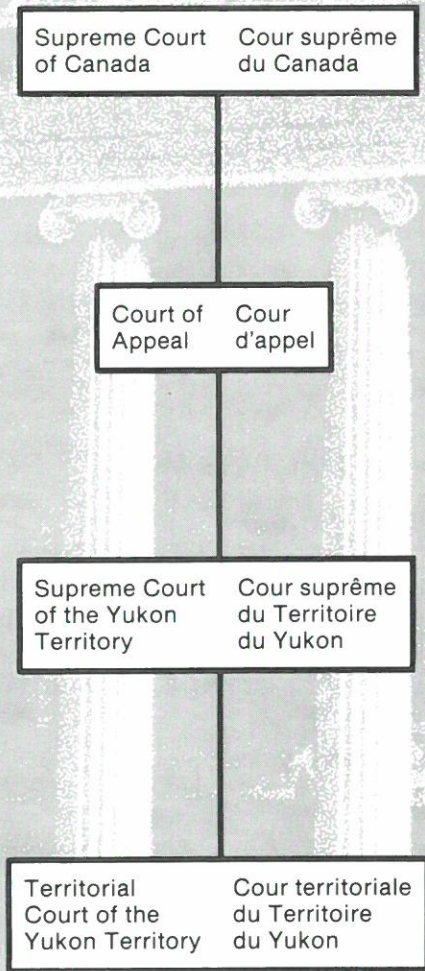 Supreme Court
of Canada
Cour suprême
du Canada
Court of
Appeal
Cour
d'appel
Supreme Court
of the Yukon
Territory
Cour suprême
du Territoire
du Yukon
Territorial
Court of the
Yukon Territory
Cour territoriale
du Territoire
du Yukon